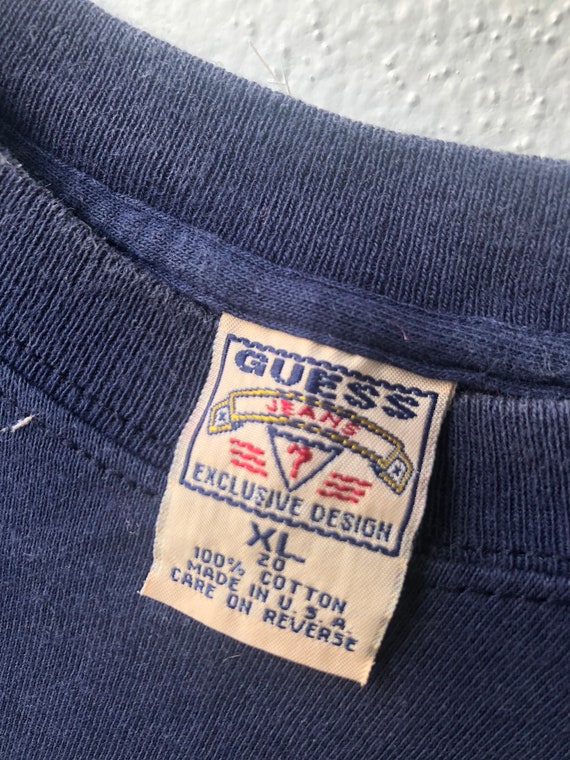 GUESS
JEANS
?
EXCLUSIVE DESIGN
XL
20
100% COTTON
MADE IN U.S.A.
CARE ON REVERSE